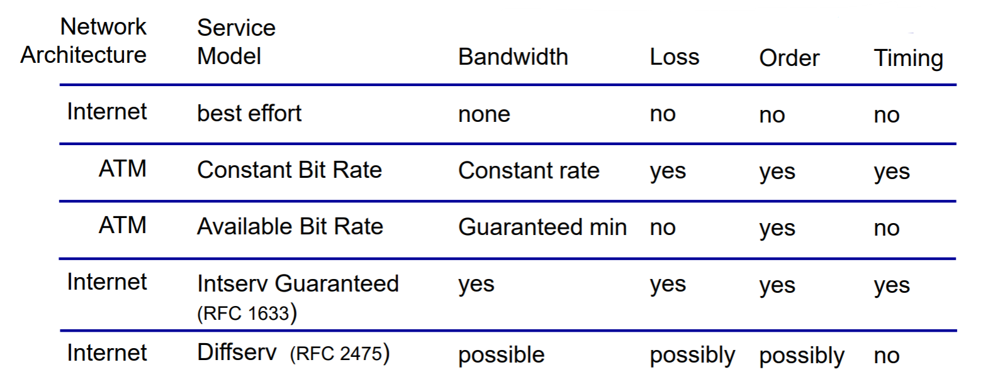 Network Architecture Service Model Bandwidth Loss Order Timing
Internet best effort none no no no
ATM Constant Bit Rate Constant rate yes yes yes
ATM Available Bit Rate Guaranteed min no yes no
Internet Intserv Guaranteed yes yes yes yes
(RFC 1633)
Internet Diffserv (RFC 2475) possible possibly possibly no